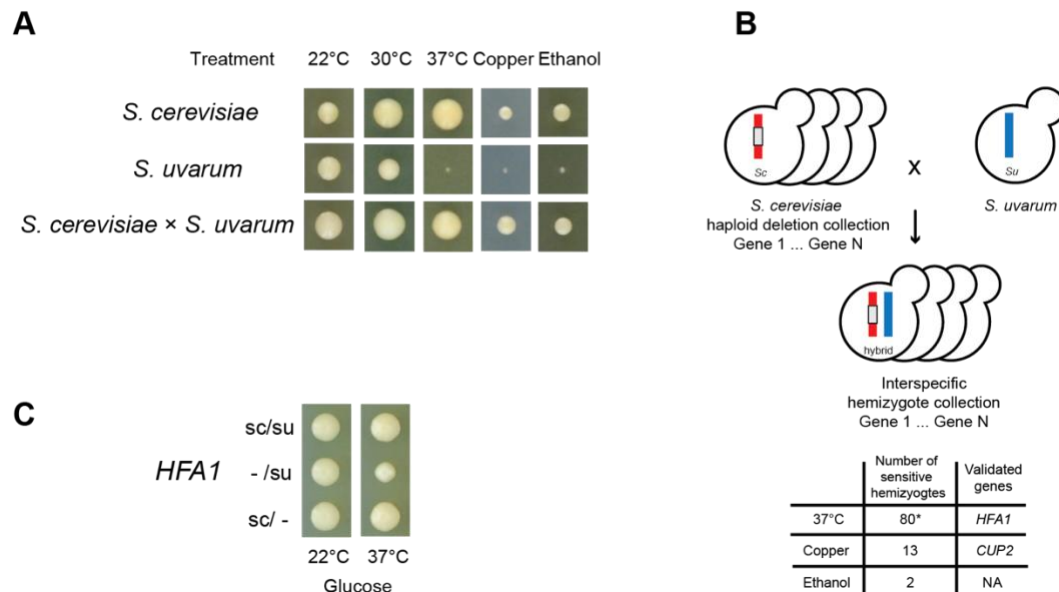 A
Treatment 22°C 30°C 37°C Copper Ethanol
S. cerevisiae
S. uvarum
S. cerevisiae × S. uvarum
B
Sc
Su
x
S. cerevisiae
haploid deletion collection
Gene 1 ... Gene N
S. uvarum
hybrid
Interspecific
hemizygote collection
Gene 1 ... Gene N
Number of
sensitive
hemizyogtes
Validated
genes
37°C 80* HFA1
Copper 13 CUP2
Ethanol 2 NA
C
HFA1
sc/su
- /su
sc/ -
22°C 37°C
Glucose